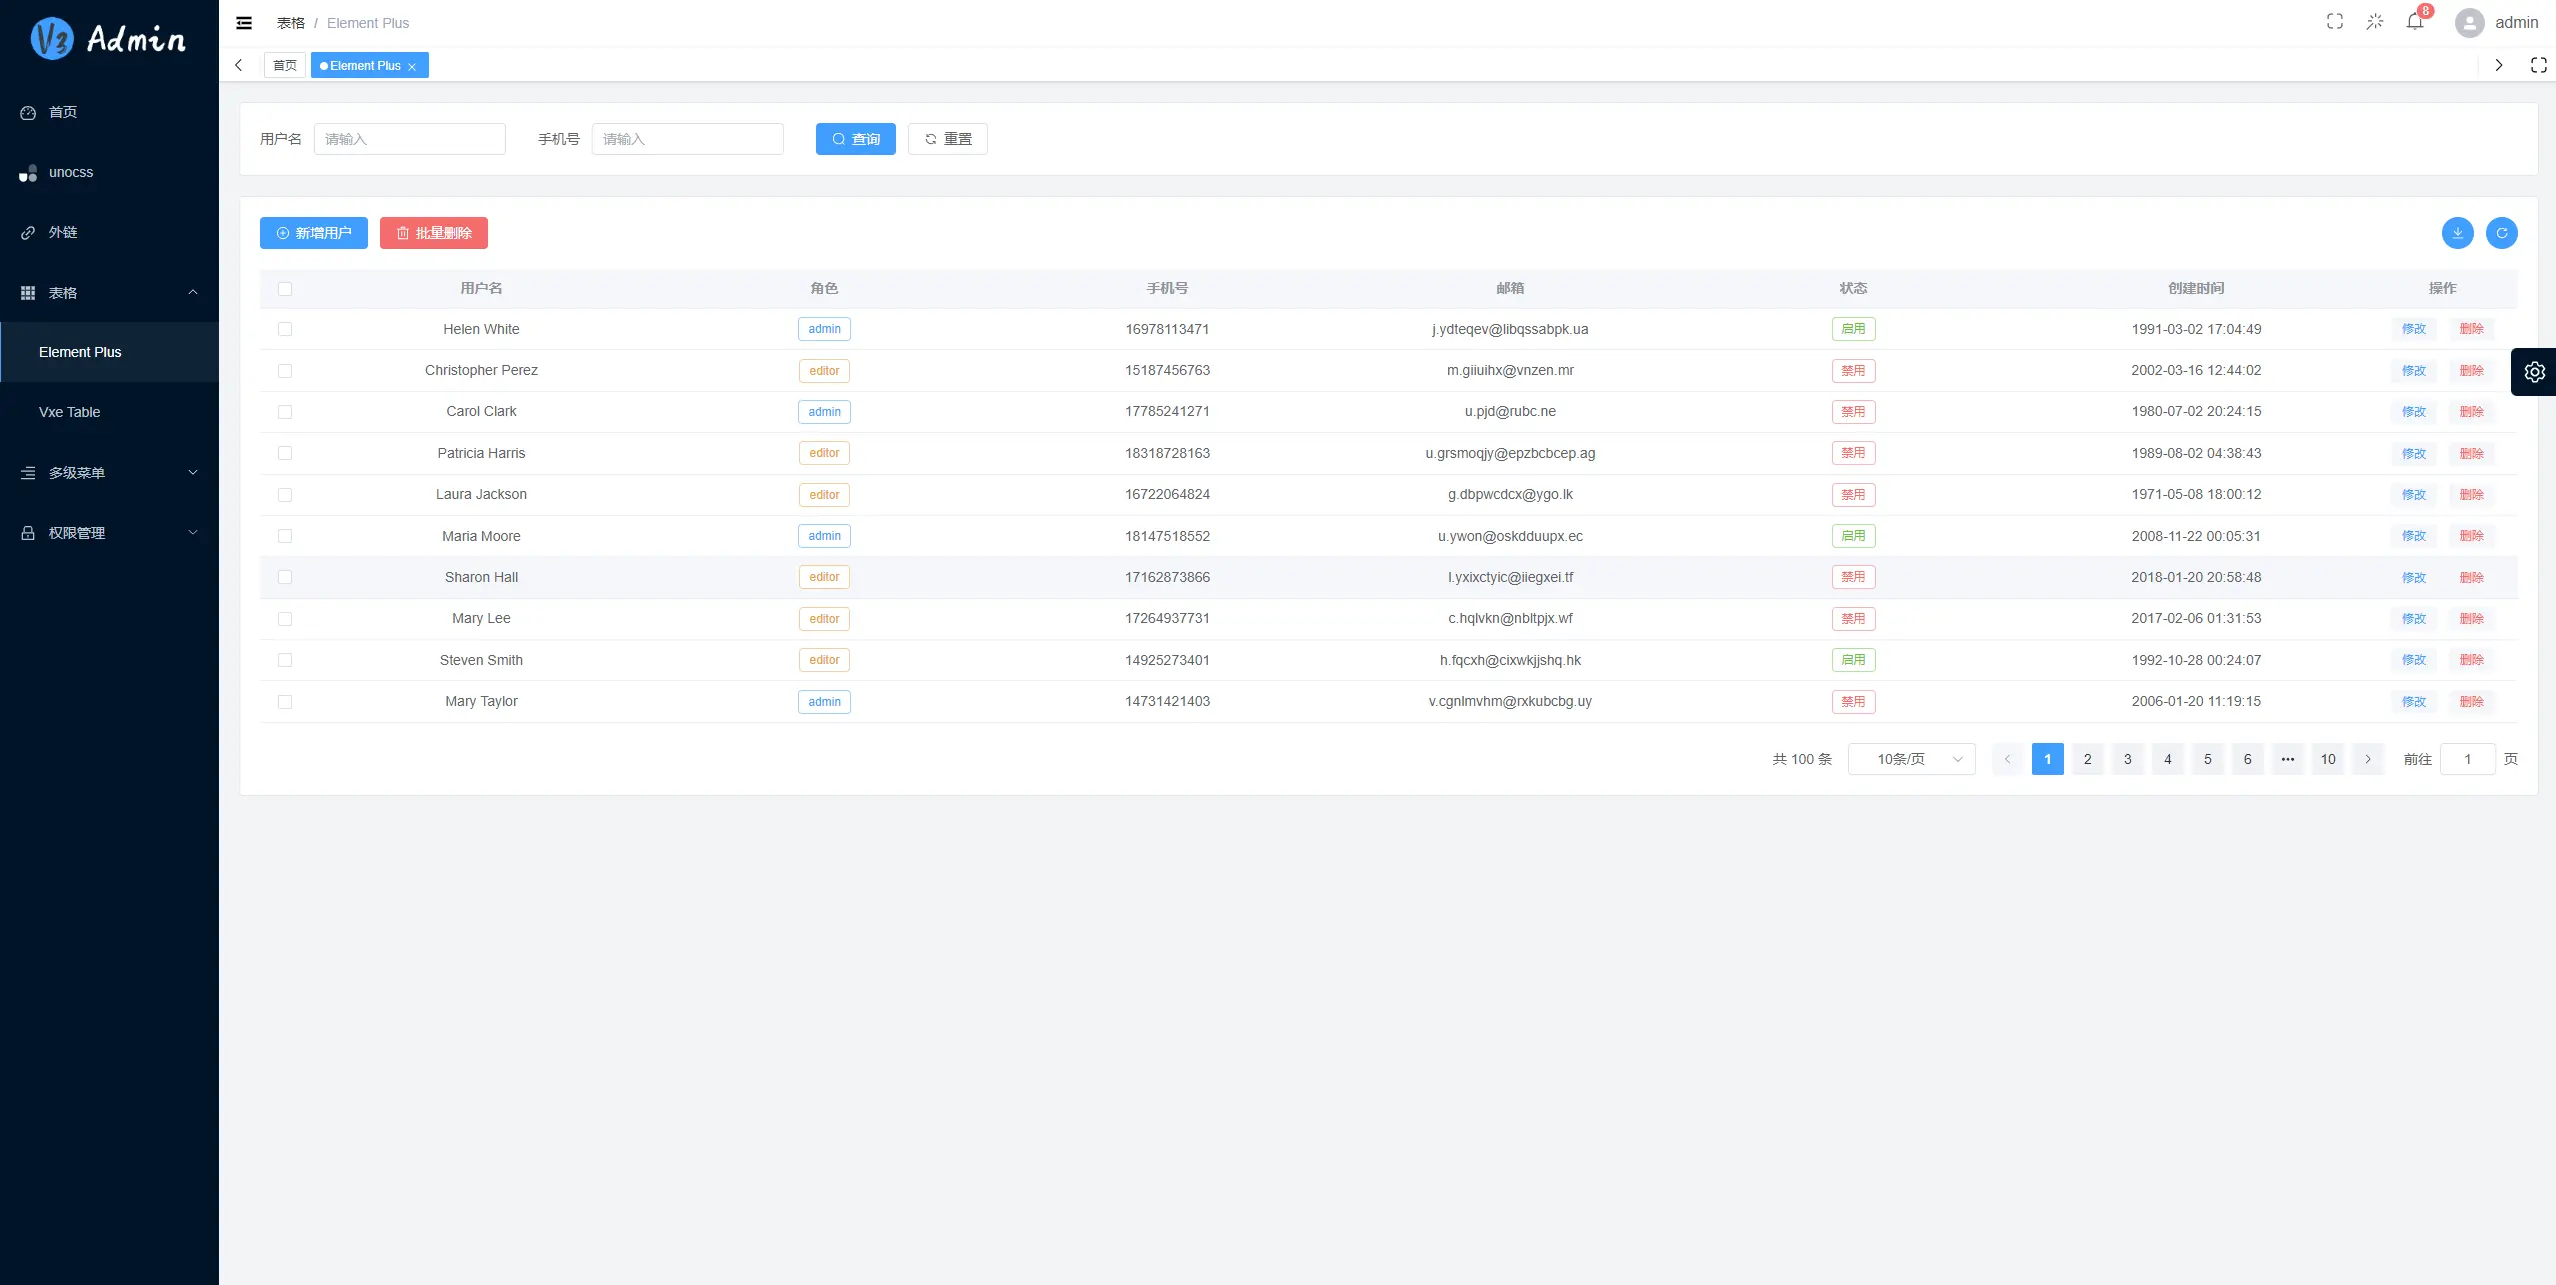 V3 Admin
首页
unocss
外链
表格
Element Plus
Vxe Table
多级菜单
权限管理
表格 / Element Plus
8
admin
首页
Element Plus
用户名 请输入 手机号 请输入 查询 重置
新增用户 批量删除
用户名 角色 手机号 邮箱 状态 创建时间 操作
Helen White admin 16978113471 j.ydteqev@libqssabpk.ua 启用 1991-03-02 17:04:49 修改 删除
Christopher Perez editor 15187456763 m.giiuihx@vnzen.mr 禁用 2002-03-16 12:44:02 修改 删除
Carol Clark admin 17785241271 u.pjd@rubc.ne 禁用 1980-07-02 20:24:15 修改 删除
Patricia Harris editor 18318728163 u.grsmoqjy@epzbcbcep.ag 禁用 1989-08-02 04:38:43 修改 删除
Laura Jackson editor 16722064824 g.dbpwcdcx@ygo.lk 禁用 1971-05-08 18:00:12 修改 删除
Maria Moore admin 18147518552 u.ywon@oskdduupx.ec 启用 2008-11-22 00:05:31 修改 删除
Sharon Hall editor 17162873866 l.yxixctyic@iiegxei.tf 禁用 2018-01-20 20:58:48 修改 删除
Mary Lee editor 17264937731 c.hqlvkn@nbltpjx.wf 禁用 2017-02-06 01:31:53 修改 删除
Steven Smith editor 14925273401 h.fqcxh@cixwkjjshq.hk 启用 1992-10-28 00:24:07 修改 删除
Mary Taylor admin 14731421403 v.cgnlmvhm@rxkubcbg.uy 禁用 2006-01-20 11:19:15 修改 删除
共 100 条 10条/页 1 2 3 4 5 6 ••• 10 前往 1 页